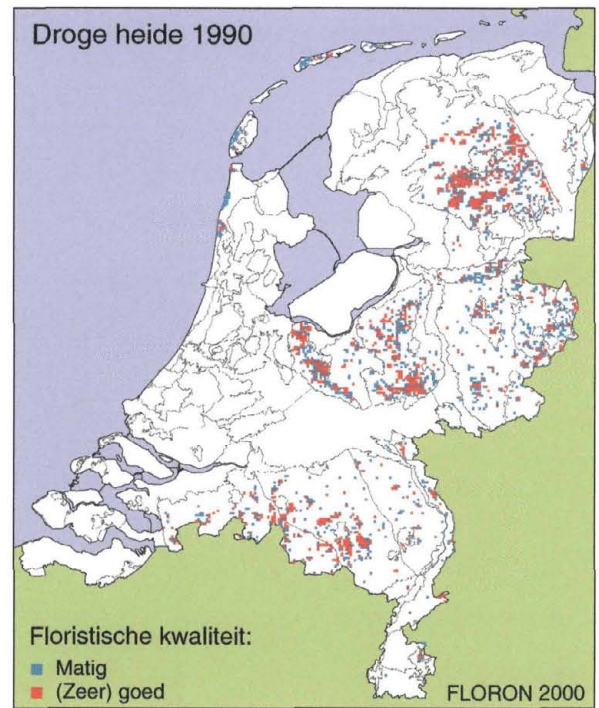 Droge heide 1990
Floristische kwaliteit:
Matig
(Zeer) goed
FLORON 2000